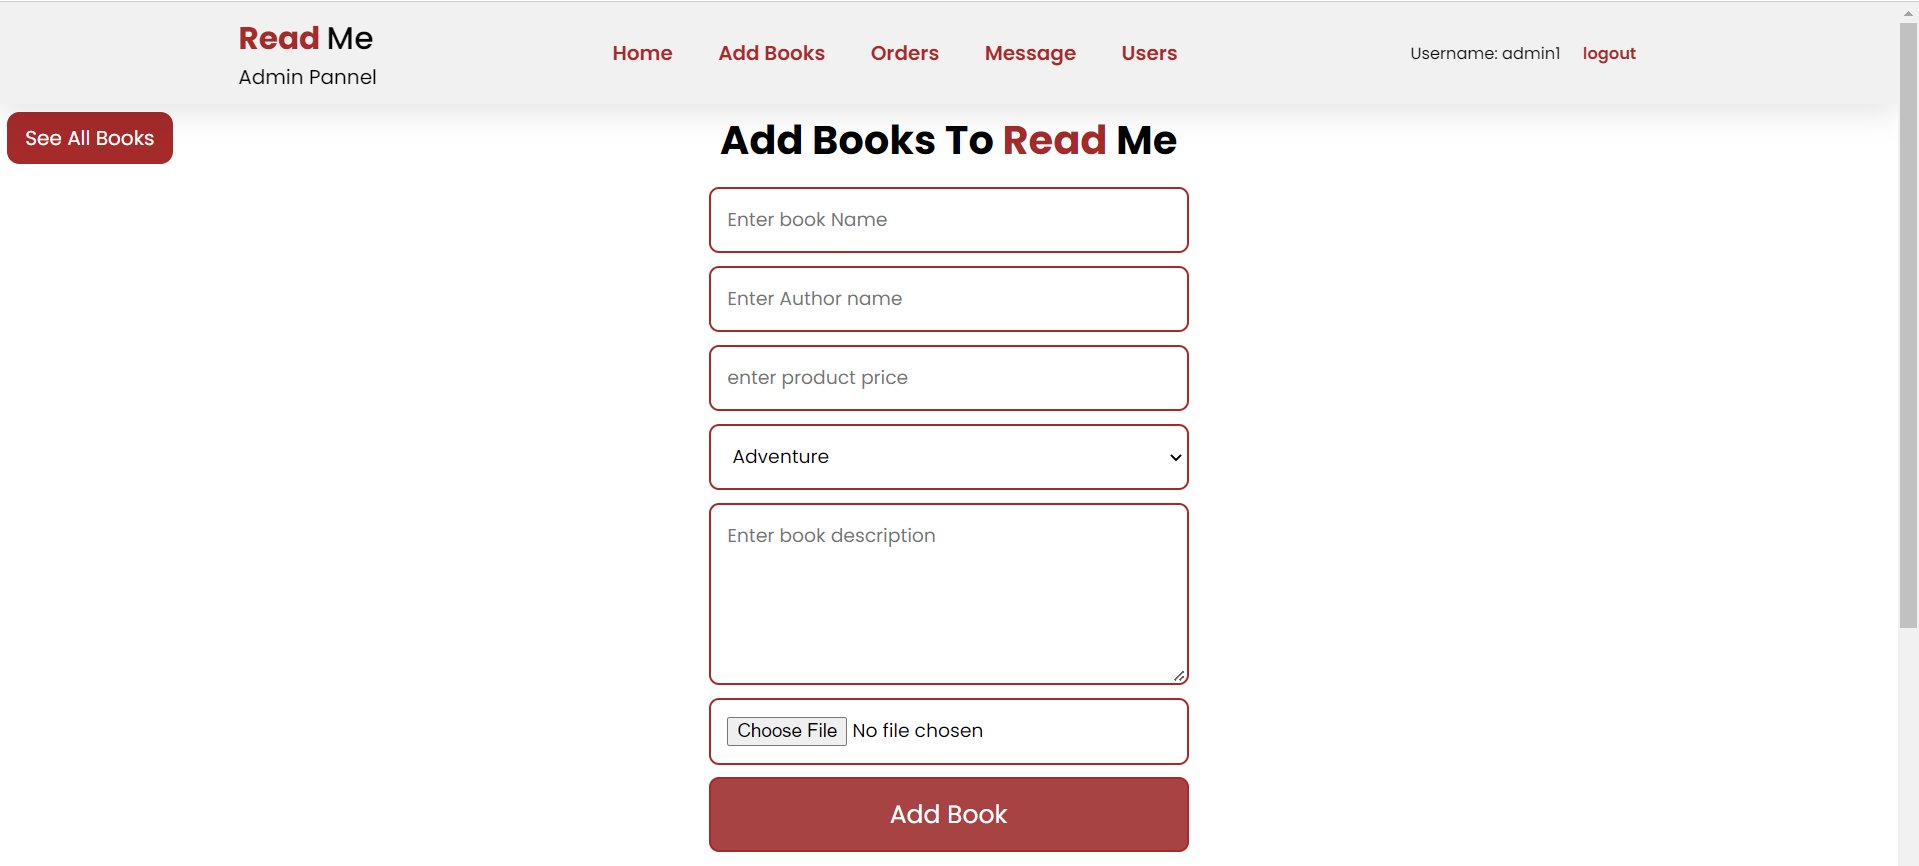 Read Me
Admin Pannel
Home Add Books Orders Message Users
Username: admin1 logout
See All Books
Add Books To Read Me
Enter book Name
Enter Author name
enter product price
Adventure
Enter book description
Choose File No file chosen
Add Book